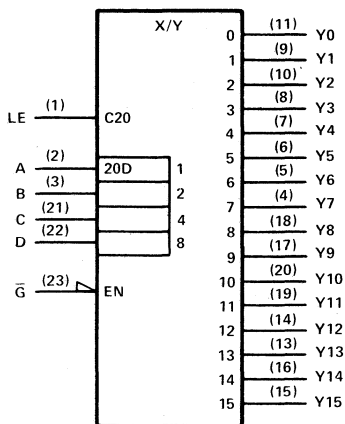 X/Y
0 (11) Y0
1 (9) Y1
2 (10) Y2
3 (8) Y3
LE (1) C20
4 (7) Y4
A (2) 20D 1
5 (6) Y5
B (3) 2
6 (5) Y6
7 (4) Y7
C (21) 4
8 (18) Y8
D (22) 8
9 (17) Y9
10 (20) Y10
G̅ (23) EN
11 (19) Y11
12 (14) Y12
13 (13) Y13
14 (16) Y14
15 (15) Y15